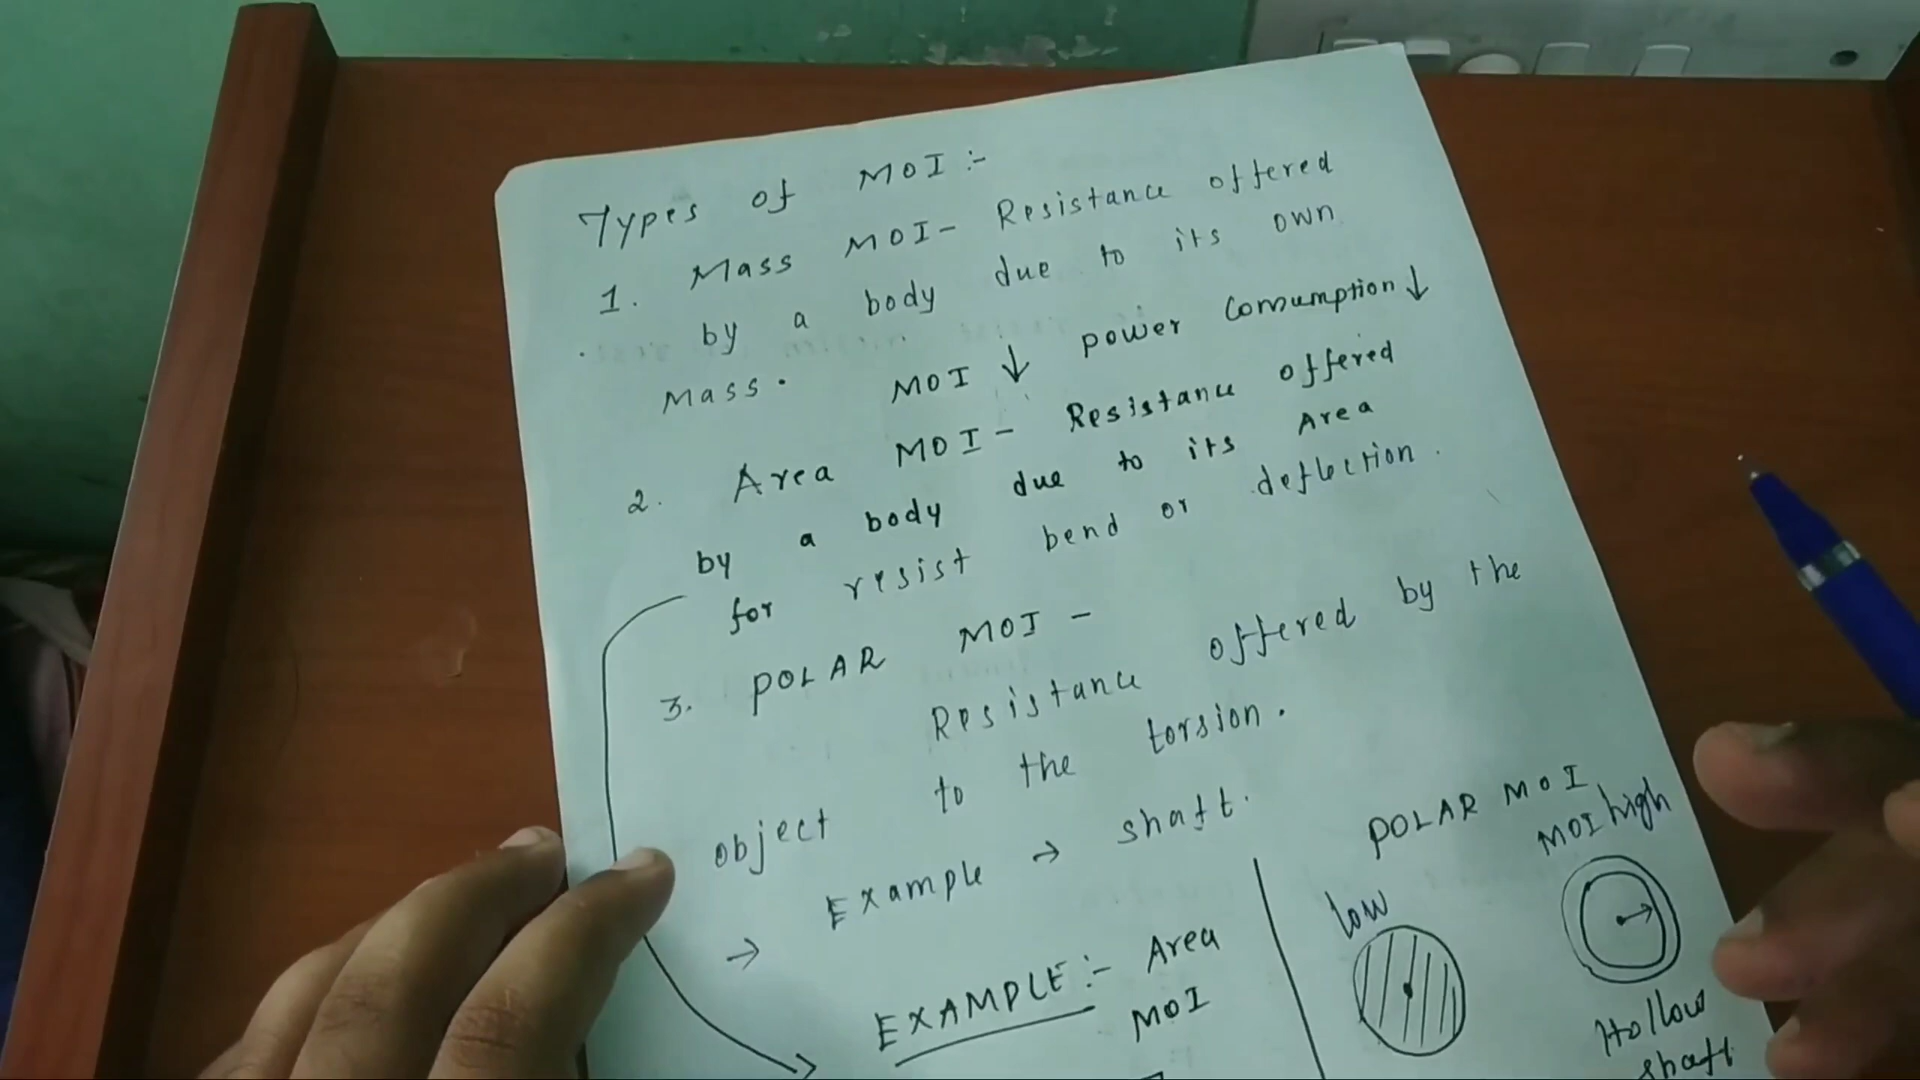 Types of MOI :-
1. Mass MOI - Resistance offered
by a body due to its own
Mass. MOI ↓ power consumption ↓
2. Area MOI - Resistance offered
by a body due to its Area
for resist bend or deflection.
3. POLAR MOI -
Resistance offered by the
object to the torsion.
→ Example → shaft.
EXAMPLE :- Area
MOI
POLAR MOI
MOI high
low
Hollow
shaft